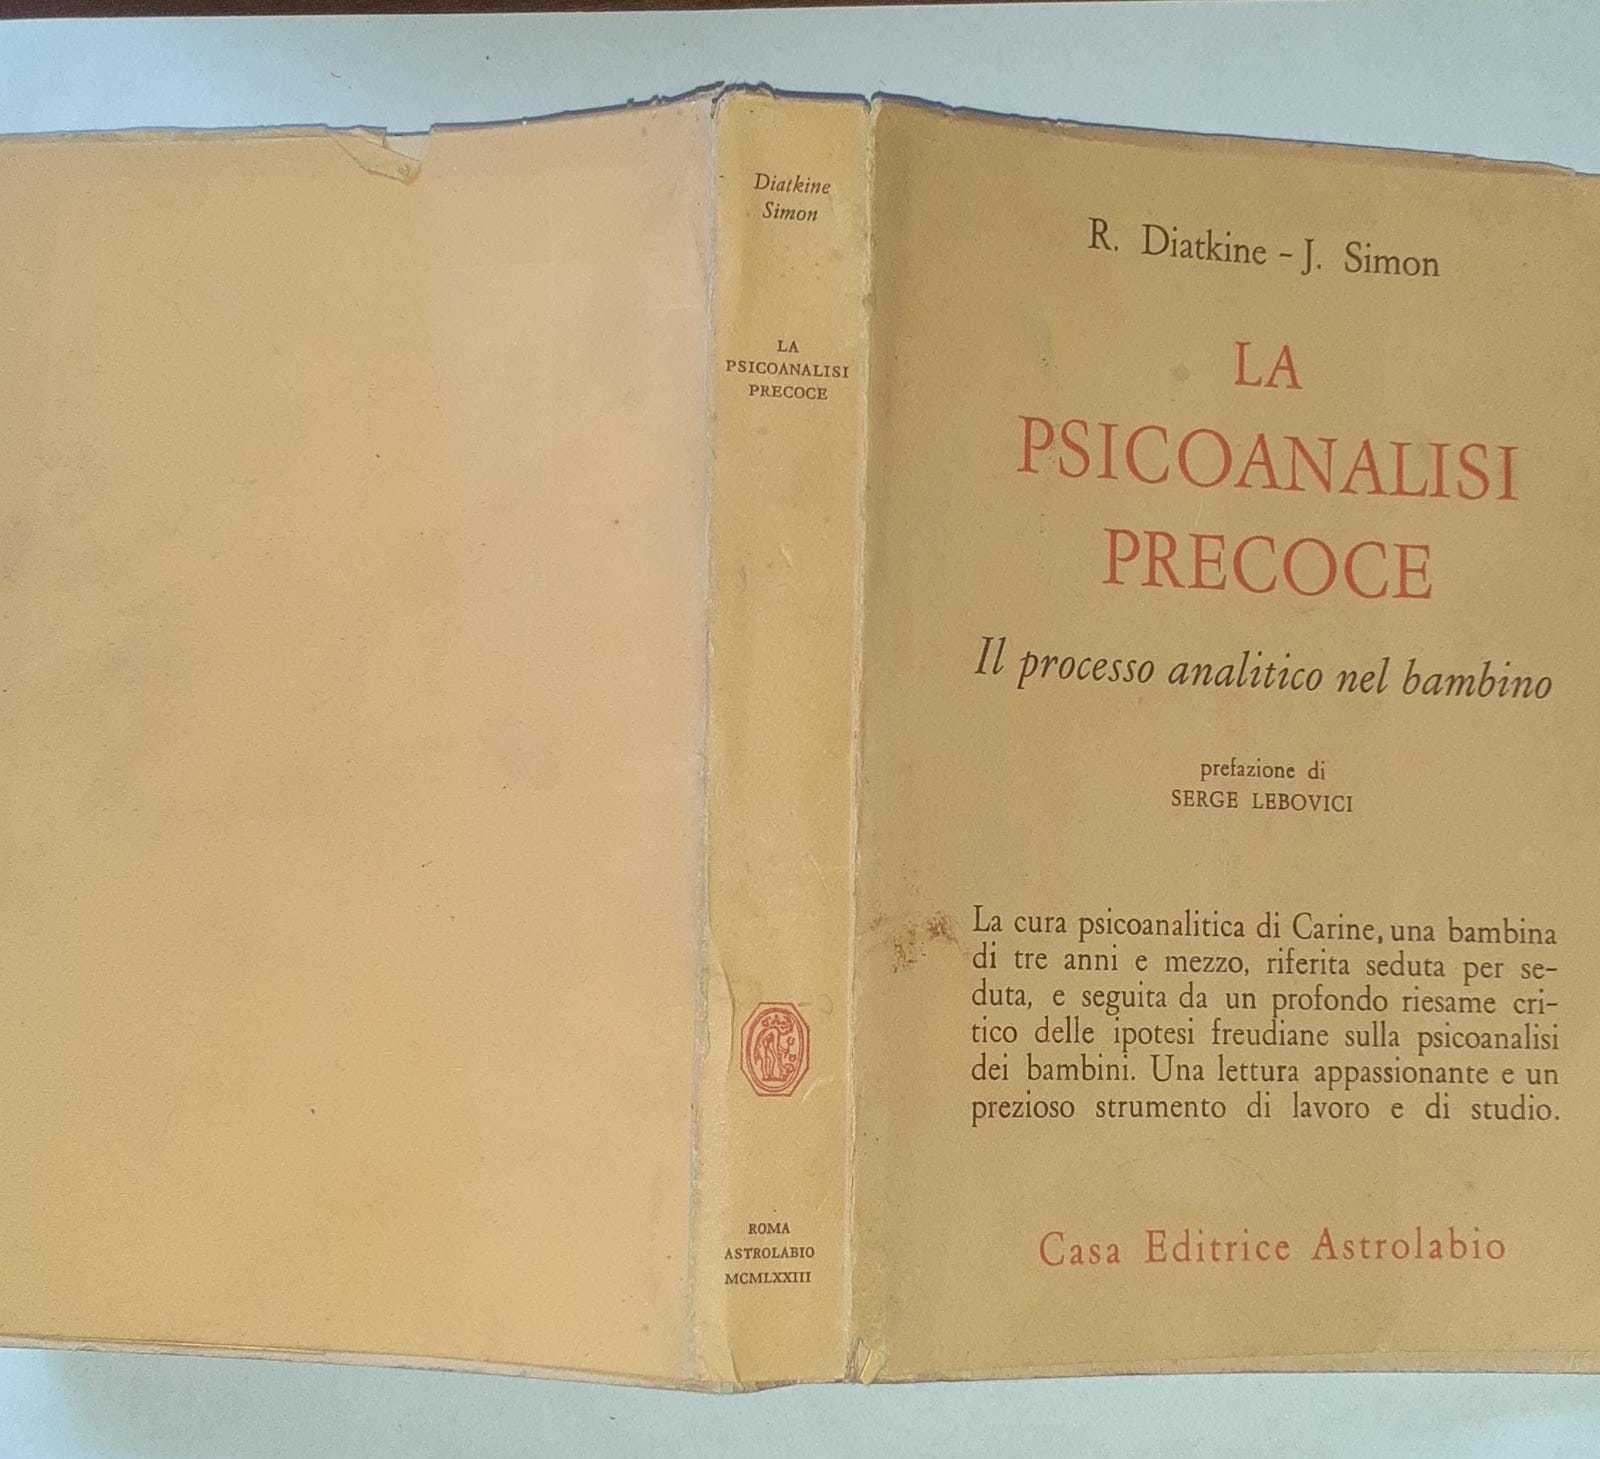 Diatkine
Simon
LA
PSICOANALISI
PRECOCE
ROMA
ASTROLABIO
MCMLXXIII
R. Diatkine - J. Simon
LA
PSICOANALISI
PRECOCE
Il processo analitico nel bambino
prefazione di
SERGE LEBOVICI
La cura psicoanalitica di Carine, una bambina
di tre anni e mezzo, riferita seduta per se-
duta, e seguita da un profondo riesame cri-
tico delle ipotesi freudiane sulla psicoanalisi
dei bambini. Una lettura appassionante e un
prezioso strumento di lavoro e di studio.
Casa Editrice Astrolabio